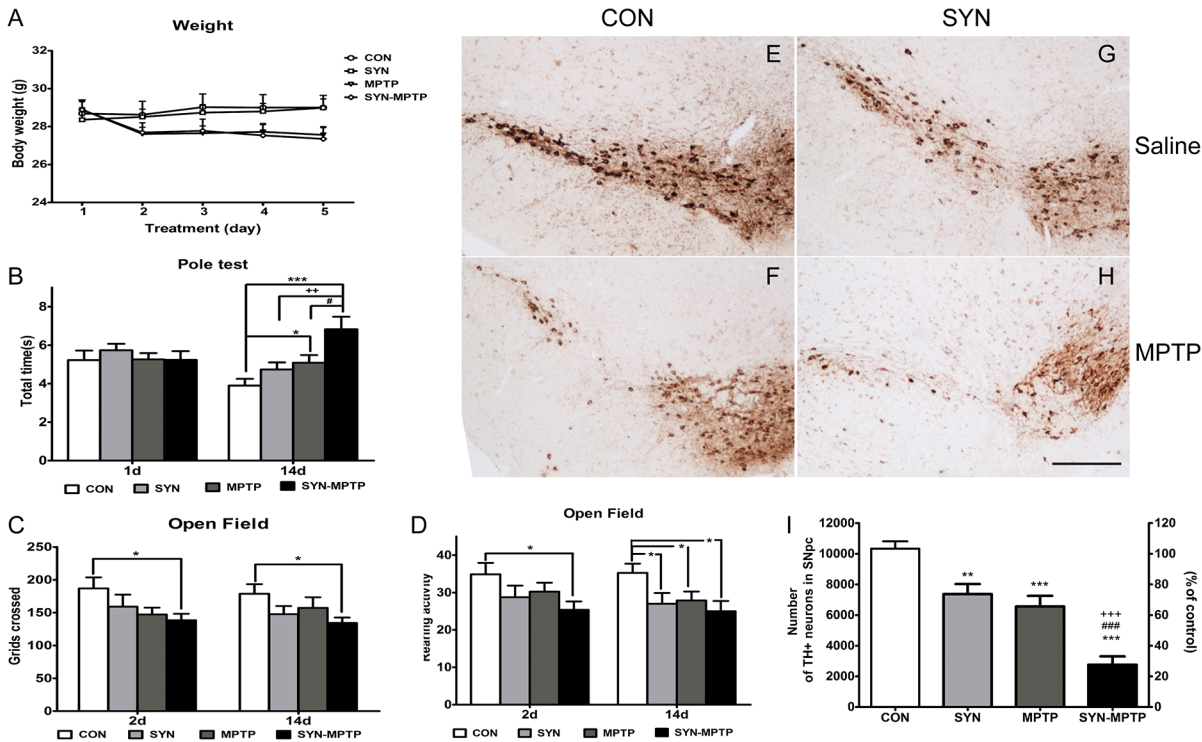 A
Weight
32
30
28
26
24
Body weight (g)
1 2 3 4 5
Treatment (day)
CON
SYN
MPTP
SYN-MPTP
CON SYN
E G
Saline
F H
MPTP
B
Pole test
***
++
#
*
8
6
4
2
0
Total time(s)
1d 14d
CON SYN MPTP SYN-MPTP
C
Open Field
250
200
150
100
50
0
Grids crossed
* *
2d 14d
CON SYN MPTP SYN-MPTP
D
Open Field
40
30
20
10
0
Rearing activity
* * * *
2d 14d
CON SYN MPTP SYN-MPTP
I
12000
10000
8000
6000
4000
2000
0
Number
of TH+ neurons in SNpc
** ***
+++
###
***
120
100
80
60
40
20
0
(% of control)
CON SYN MPTP SYN-MPTP